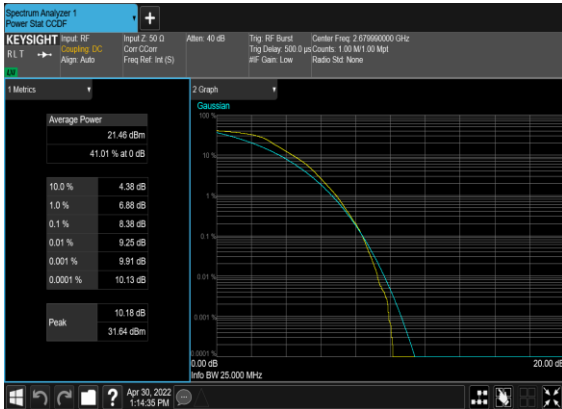 Spectrum Analyzer 1
Power Stat CCDF
+
KEYSIGHT
RLT
LXI
Input: RF
Coupling: DC
Align: Auto
Input Z: 50 Ω
Corr CCorr
Freq Ref: Int (S)
Atten: 40 dB
Trig: RF Burst
Trig Delay: 500.0 µs
#IF Gain: Low
Center Freq: 2.679990000 GHz
Counts: 1.00 M/1.00 Mpt
Radio Std: None
1 Metrics
Average Power
21.46 dBm
41.01 % at 0 dB
10.0 % 4.38 dB
1.0 % 6.88 dB
0.1 % 8.38 dB
0.01 % 9.25 dB
0.001 % 9.91 dB
0.0001 % 10.13 dB
Peak
10.18 dB
31.64 dBm
2 Graph
Gaussian
100 %
10 %
1 %
0.1 %
0.01 %
0.001 %
0.0001 %
0.00 dB
20.00 dB
Info BW 25.000 MHz
?
Apr 30, 2022
1:14:35 PM